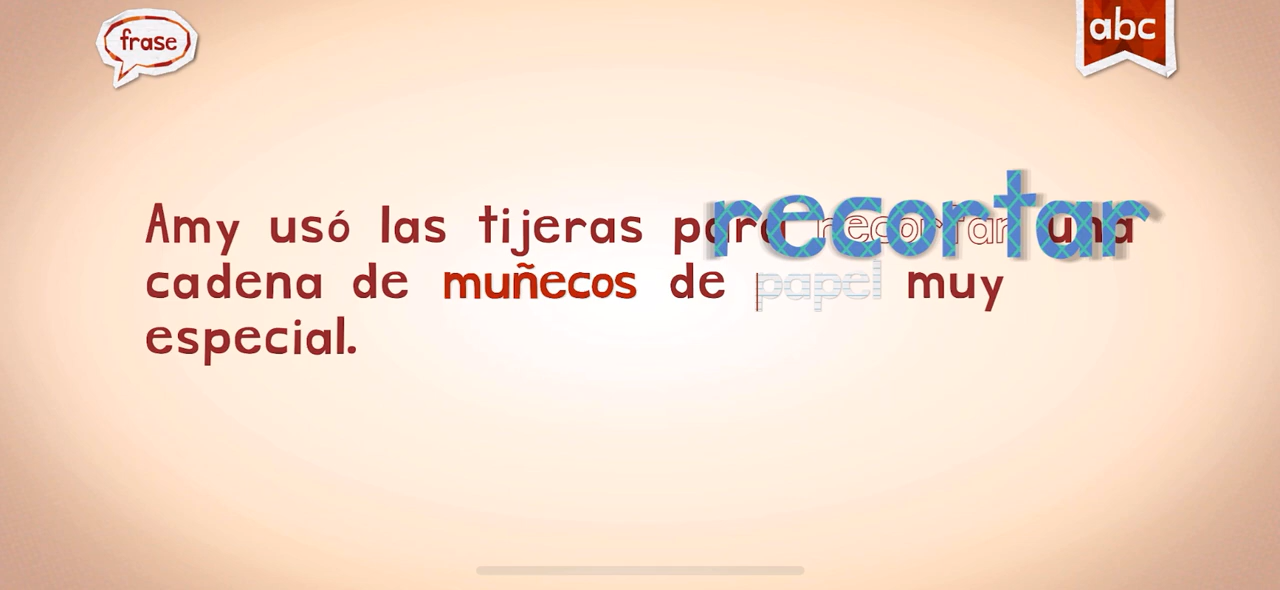 frase
abc
Amy usó las tijeras para recortar una
cadena de muñecos de papel muy
especial.
recortar